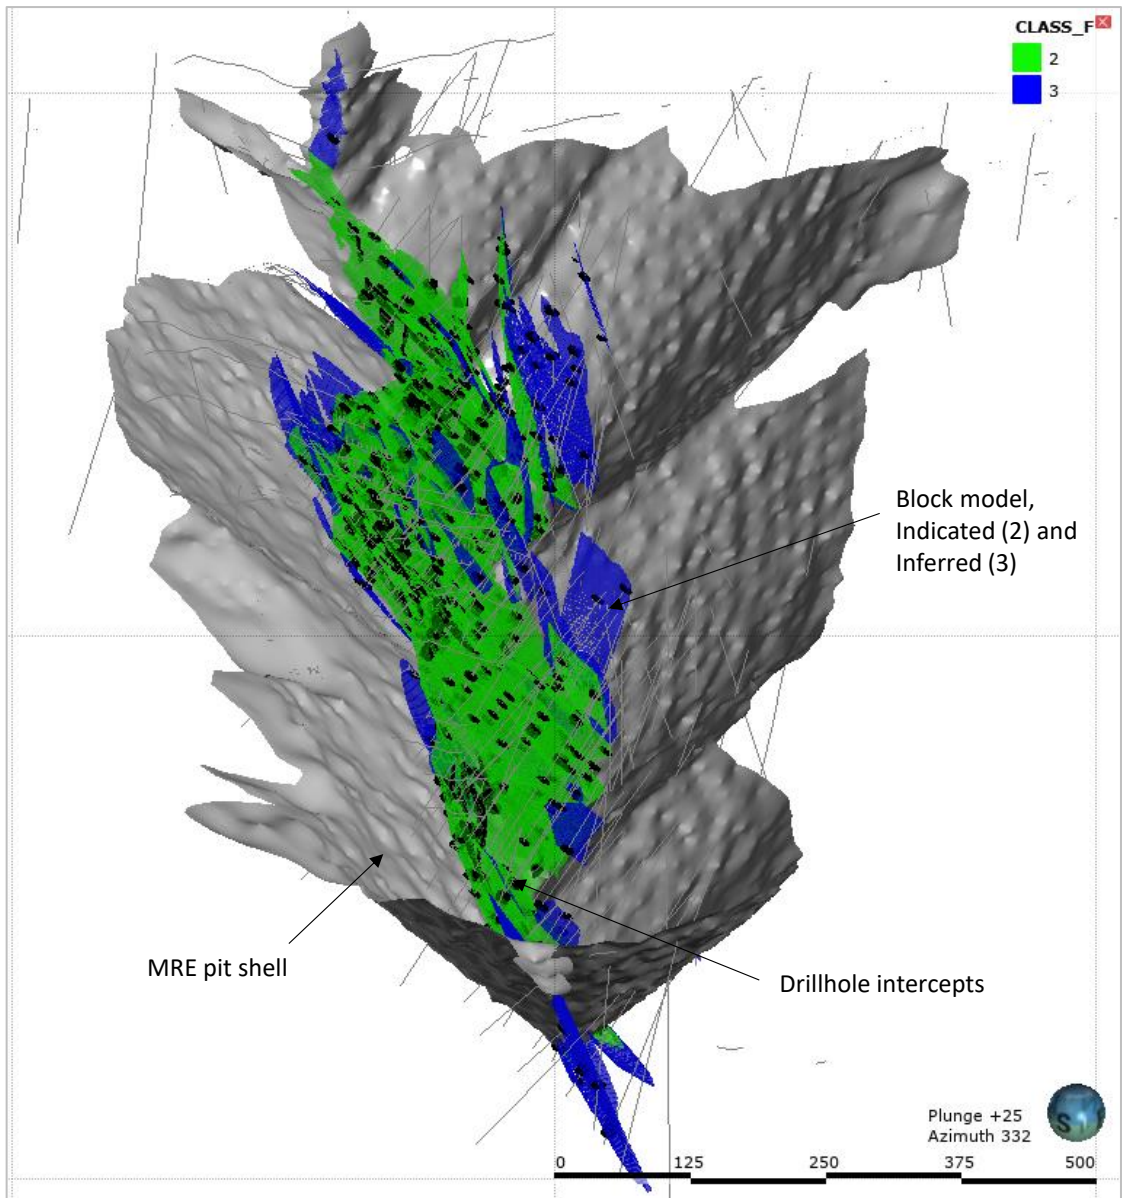 CLASS_F
2
3
Block model,
Indicated (2) and
Inferred (3)
MRE pit shell
Drillhole intercepts
Plunge +25
Azimuth 332
S
0 125 250 375 500